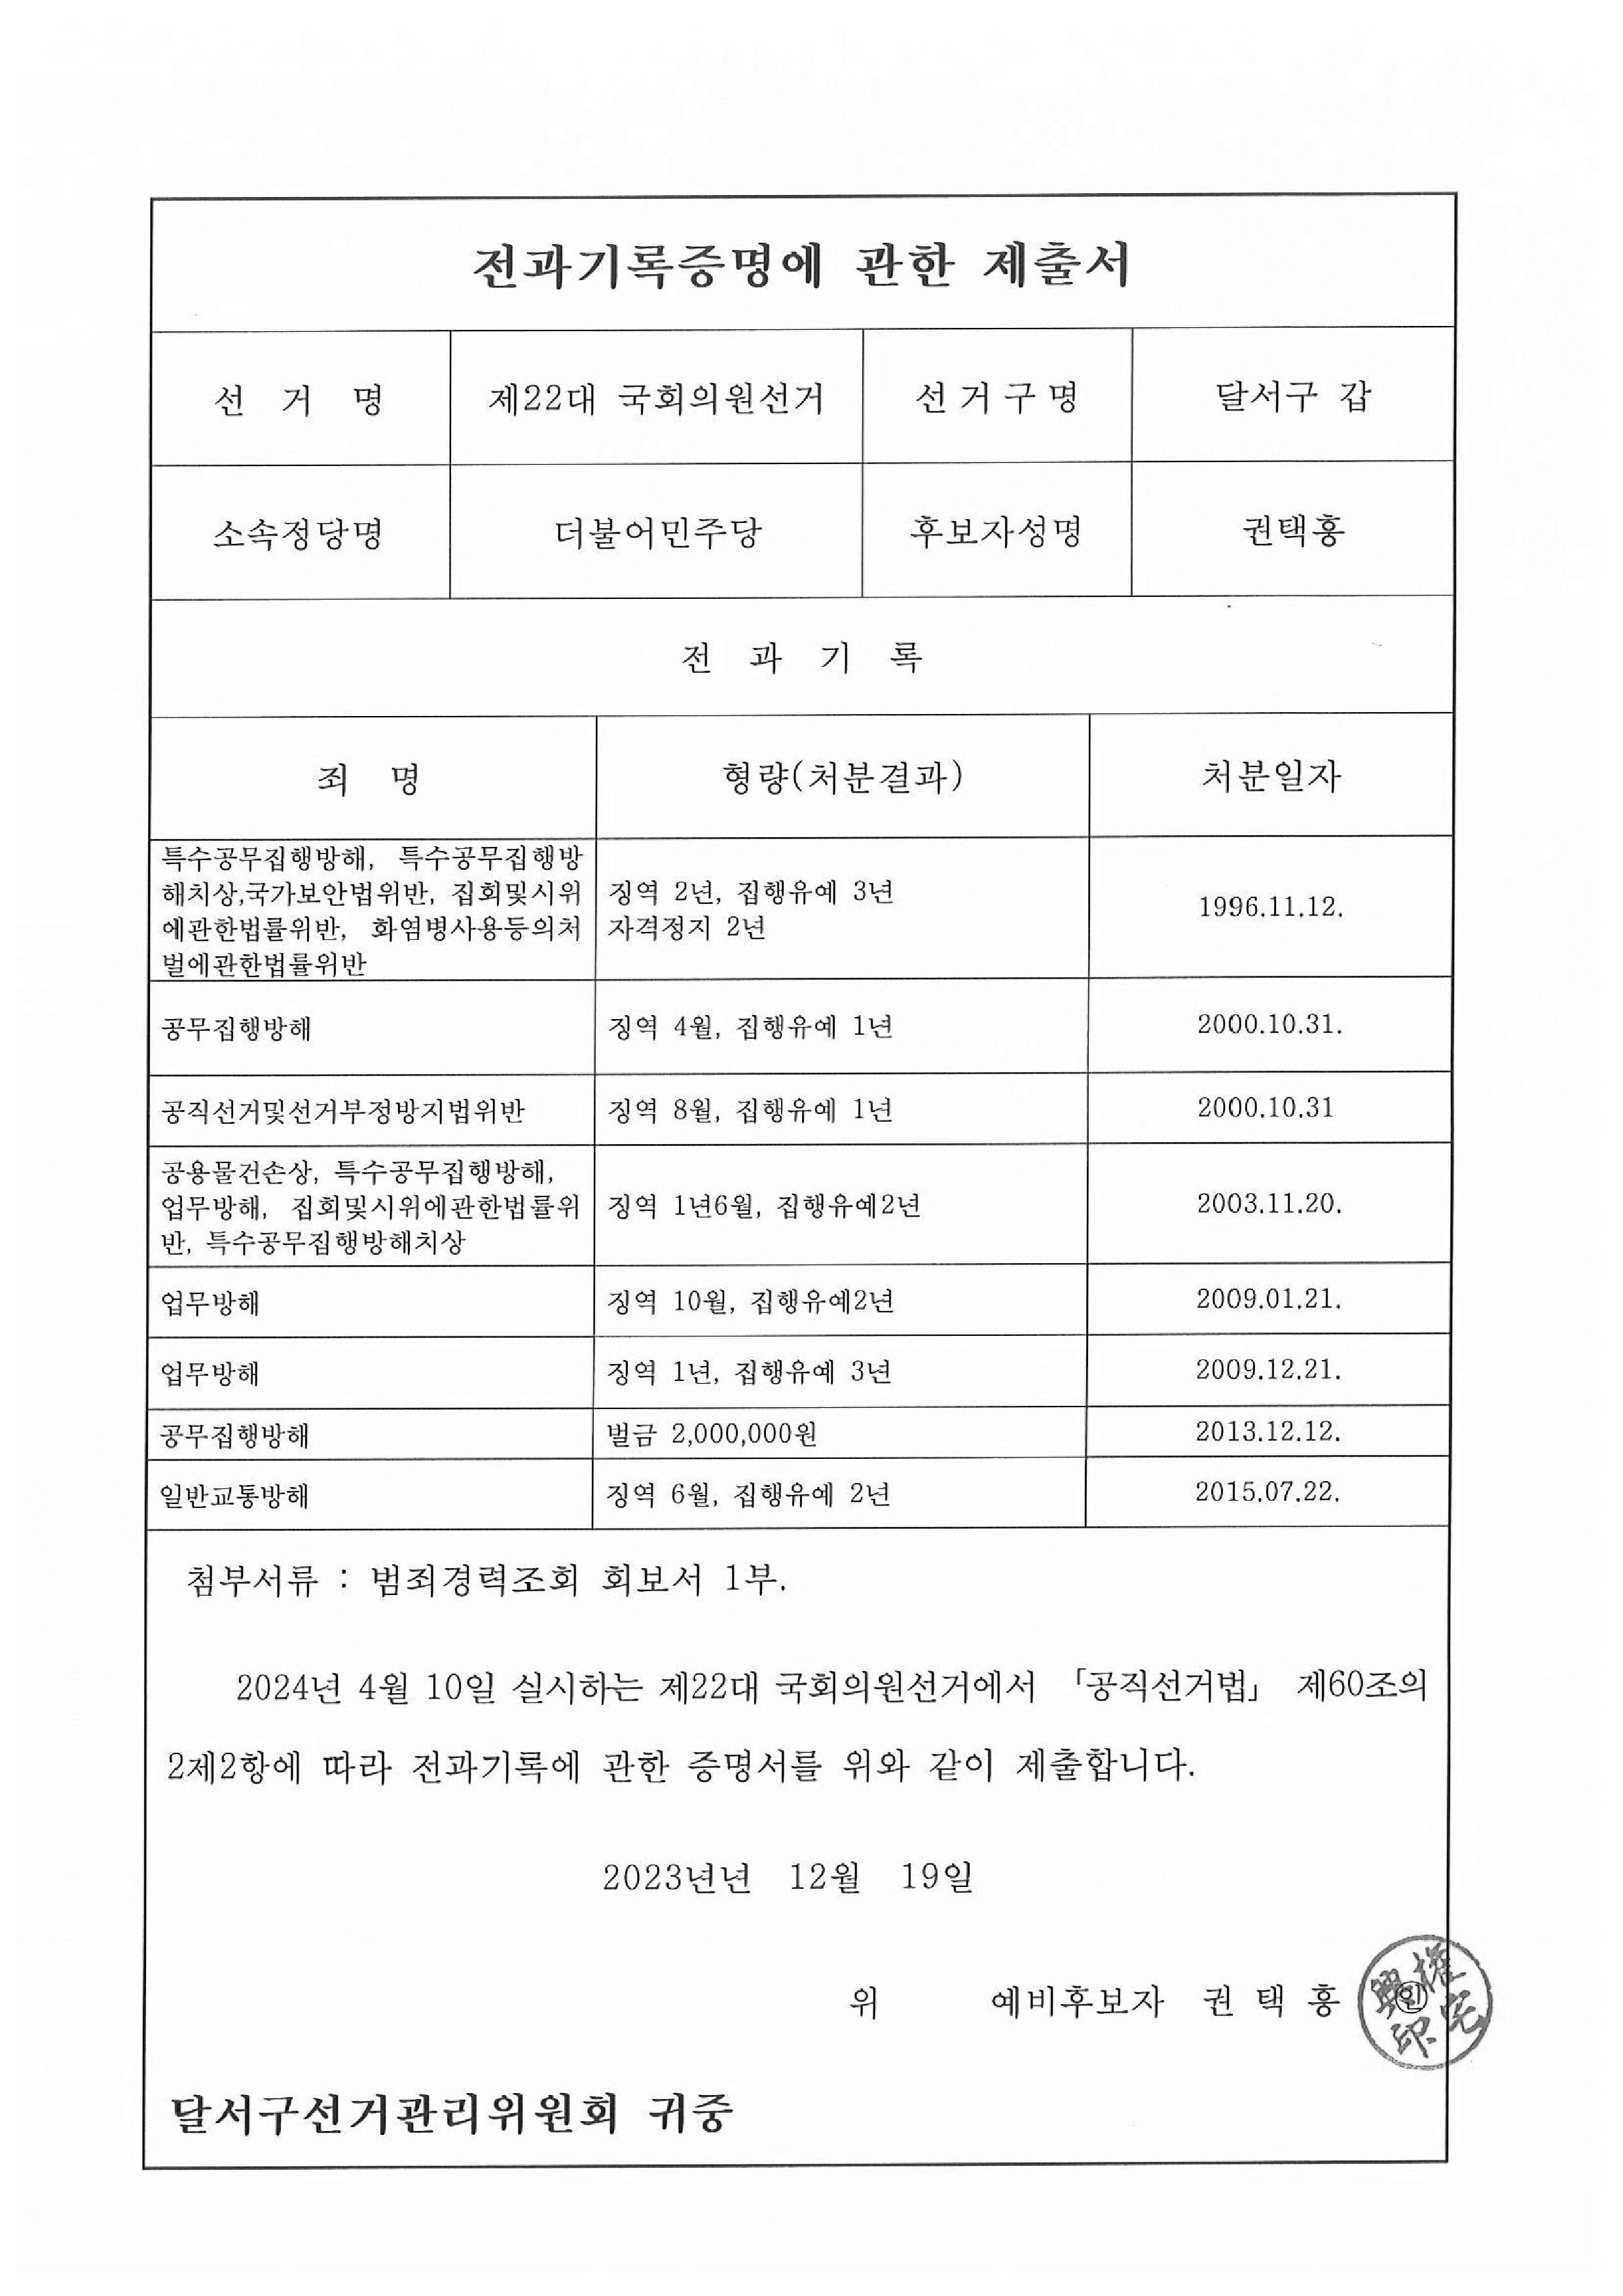 전과기록증명에 관한 제출서
선 거 명 제22대 국회의원선거 선 거 구 명 달서구 갑
소속정당명 더불어민주당 후보자성명 권택흥
전 과 기 록
죄 명 형량(처분결과) 처분일자
특수공무집행방해, 특수공무집행방
해치상,국가보안법위반, 집회및시위
에관한법률위반, 화염병사용등의처
벌에관한법률위반
징역 2년, 집행유예 3년
자격정지 2년
1996.11.12.
공무집행방해 징역 4월, 집행유예 1년 2000.10.31.
공직선거및선거부정방지법위반 징역 8월, 집행유예 1년 2000.10.31
공용물건손상, 특수공무집행방해,
업무방해, 집회및시위에관한법률위
반, 특수공무집행방해치상
징역 1년6월, 집행유예2년
2003.11.20.
업무방해 징역 10월, 집행유예2년 2009.01.21.
업무방해 징역 1년, 집행유예 3년 2009.12.21.
공무집행방해 벌금 2,000,000원 2013.12.12.
일반교통방해 징역 6월, 집행유예 2년 2015.07.22.
첨부서류 : 범죄경력조회 회보서 1부.
2024년 4월 10일 실시하는 제22대 국회의원선거에서 「공직선거법」 제60조의
2제2항에 따라 전과기록에 관한 증명서를 위와 같이 제출합니다.
2023년년 12월 19일
위 예비후보자 권 택 흥 ㊞
權宅
興印
달서구선거관리위원회 귀중